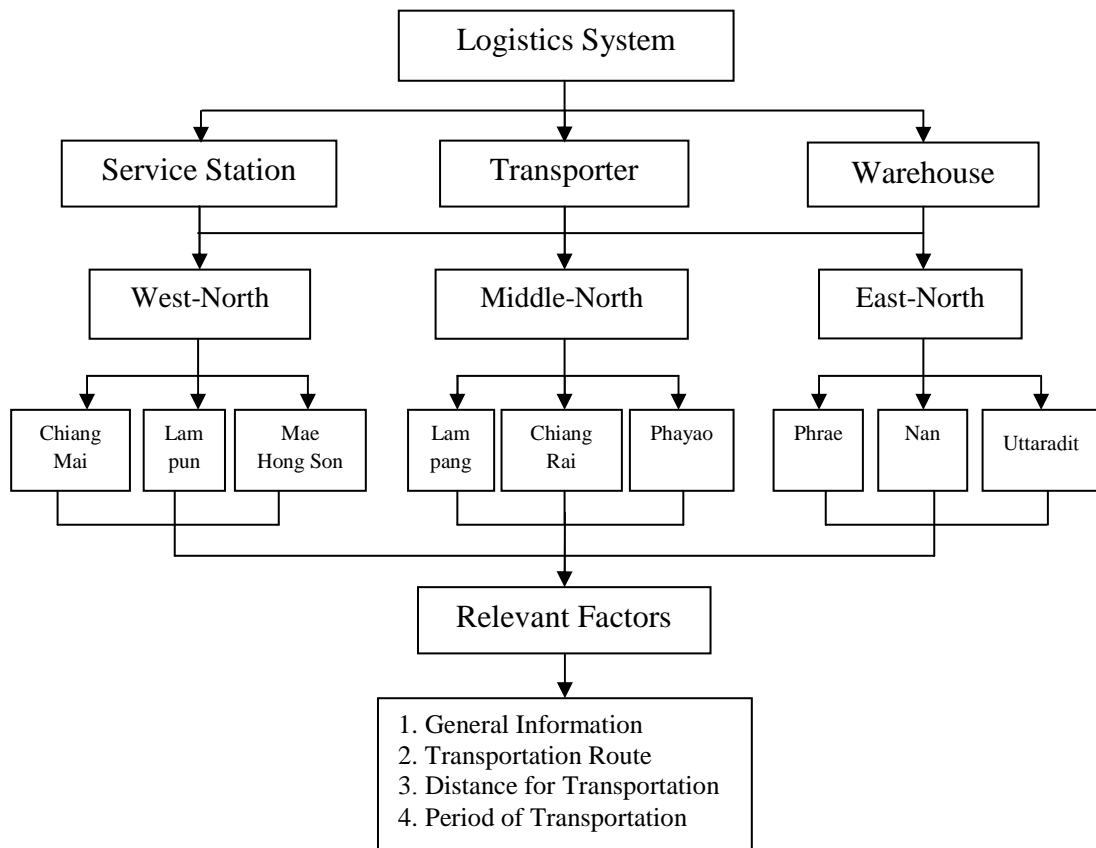 Logistics System
Service Station
Transporter
Warehouse
West-North
Middle-North
East-North
Chiang
Mai
Lam
pun
Mae
Hong Son
Lam
pang
Chiang
Rai
Phayao
Phrae
Nan
Uttaradit
Relevant Factors
1. General Information
2. Transportation Route
3. Distance for Transportation
4. Period of Transportation